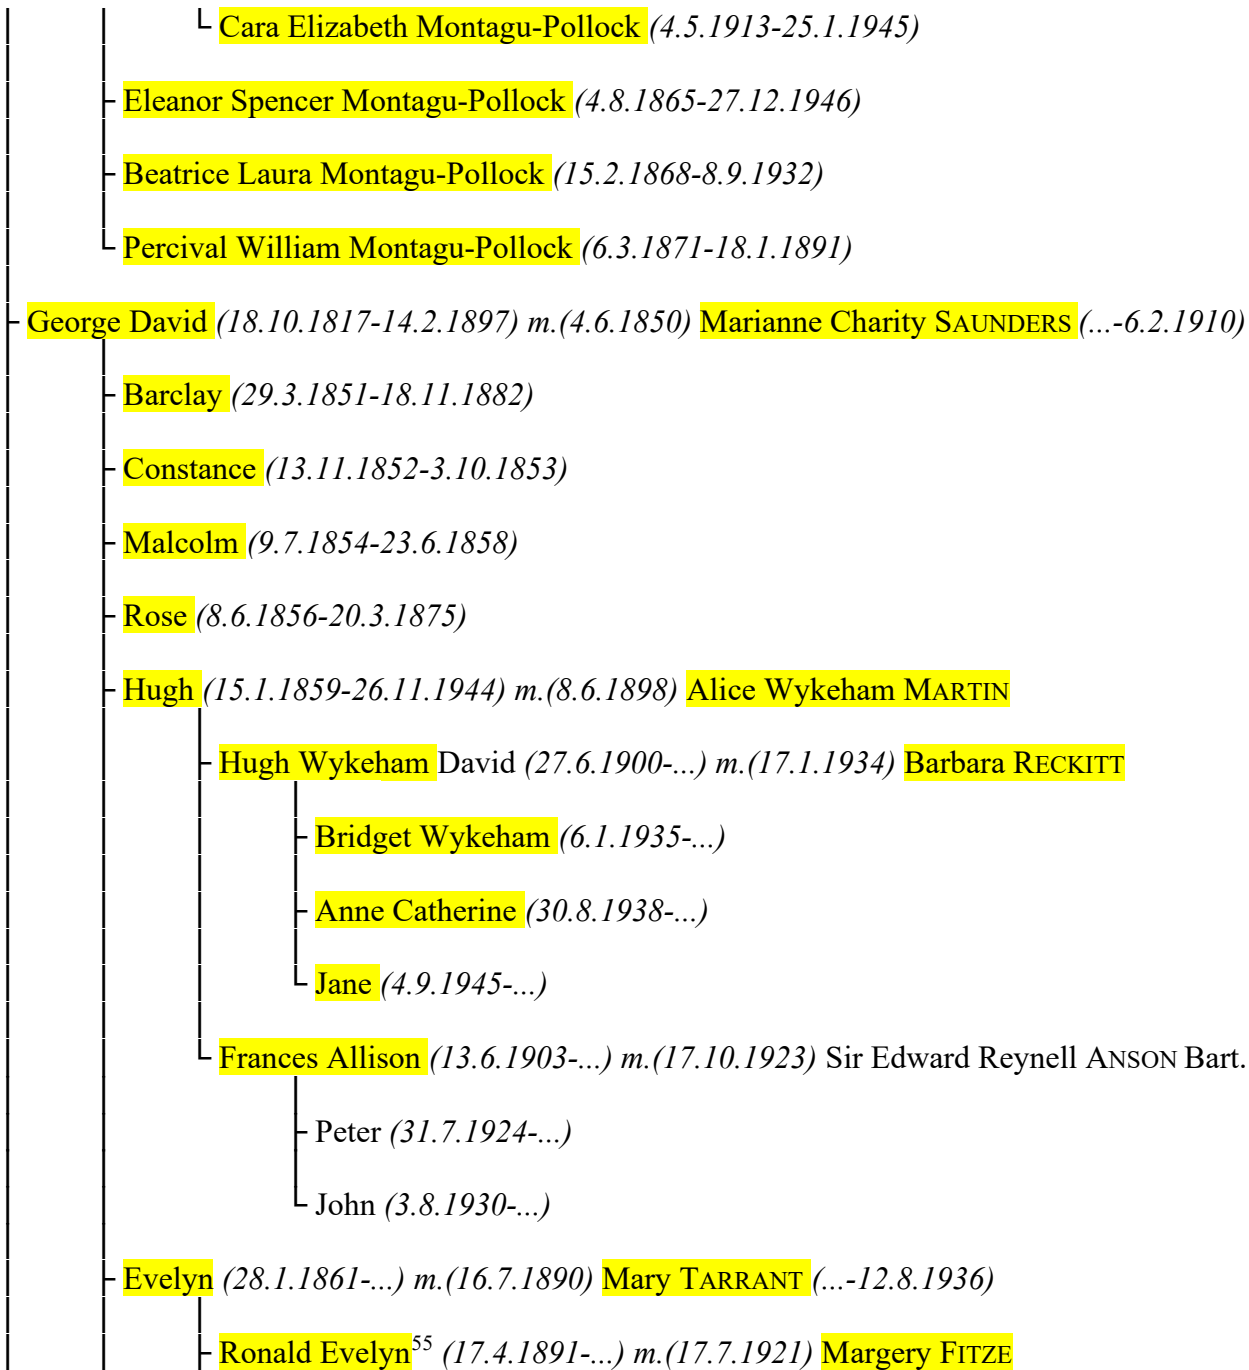 Cara Elizabeth Montagu-Pollock (4.5.1913-25.1.1945)
Eleanor Spencer Montagu-Pollock (4.8.1865-27.12.1946)
Beatrice Laura Montagu-Pollock (15.2.1868-8.9.1932)
Percival William Montagu-Pollock (6.3.1871-18.1.1891)
George David (18.10.1817-14.2.1897) m.(4.6.1850) Marianne Charity SAUNDERS (...-6.2.1910)
Barclay (29.3.1851-18.11.1882)
Constance (13.11.1852-3.10.1853)
Malcolm (9.7.1854-23.6.1858)
Rose (8.6.1856-20.3.1875)
Hugh (15.1.1859-26.11.1944) m.(8.6.1898) Alice Wykeham MARTIN
Hugh Wykeham David (27.6.1900-...) m.(17.1.1934) Barbara RECKITT
Bridget Wykeham (6.1.1935-...)
Anne Catherine (30.8.1938-...)
Jane (4.9.1945-...)
Frances Allison (13.6.1903-...) m.(17.10.1923) Sir Edward Reynell ANSON Bart.
Peter (31.7.1924-...)
John (3.8.1930-...)
Evelyn (28.1.1861-...) m.(16.7.1890) Mary TARRANT (...-12.8.1936)
Ronald Evelyn⁵⁵ (17.4.1891-...) m.(17.7.1921) Margery FITZE